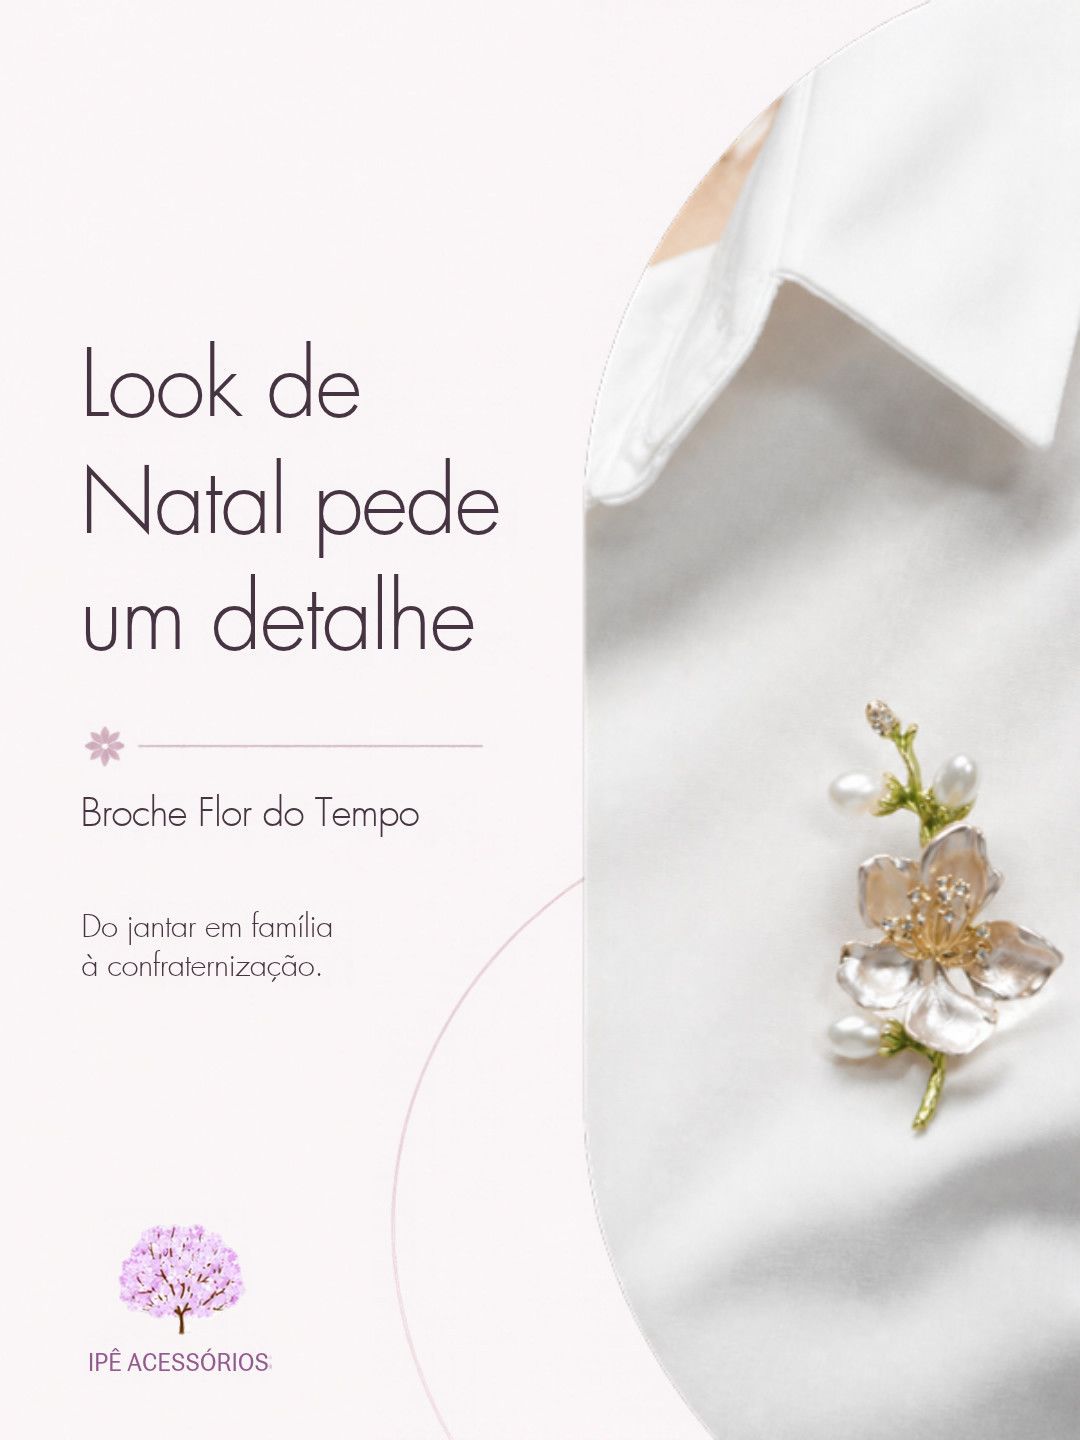 Look de
Natal pede
um detalhe
Broche Flor do Tempo
Do jantar em família
à confraternização.
IPÊ ACESSÓRIOS